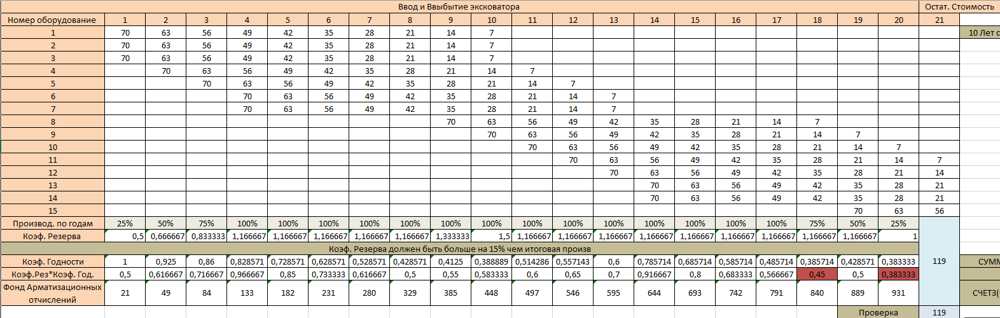 Ввод и Ввыбытие эксковатора Остат. Стоимость
Номер оборудование 1 2 3 4 5 6 7 8 9 10 11 12 13 14 15 16 17 18 19 20 21
1 70 63 56 49 42 35 28 21 14 7 10 Лет с
2 70 63 56 49 42 35 28 21 14 7
3 70 63 56 49 42 35 28 21 14 7
4 70 63 56 49 42 35 28 21 14 7
5 70 63 56 49 42 35 28 21 14 7
6 70 63 56 49 42 35 28 21 14 7
7 70 63 56 49 42 35 28 21 14 7
8 70 63 56 49 42 35 28 21 14 7
9 70 63 56 49 42 35 28 21 14 7
10 70 63 56 49 42 35 28 21 14 7
11 70 63 56 49 42 35 28 21 14 7
12 70 63 56 49 42 35 28 21 14
13 70 63 56 49 42 35 28 21
14 70 63 56 49 42 35 28 21
15 70 63 56
Производ. по годам 25% 50% 75% 100% 100% 100% 100% 100% 100% 100% 100% 100% 100% 100% 100% 100% 100% 75% 50% 25%
Коэф. Резерва 0,5 0,666667 0,833333 1,166667 1,166667 1,166667 1,166667 1,166667 1,333333 1,5 1,166667 1,166667 1,166667 1,166667 1,166667 1,166667 1,166667 1,166667 1,166667 1
Коэф. Резерва должен быть больше на 15% чем итоговая произв
Коэф. Годности 1 0,925 0,86 0,828571 0,728571 0,628571 0,528571 0,428571 0,4125 0,388889 0,514286 0,557143 0,6 0,785714 0,685714 0,585714 0,485714 0,385714 0,428571 0,383333 119 СУММ
Коэф.Рез*Коэф. Год. 0,5 0,616667 0,716667 0,966667 0,85 0,733333 0,616667 0,5 0,55 0,583333 0,6 0,65 0,7 0,916667 0,8 0,683333 0,566667 0,45 0,5 0,383333
Фонд Арматизационных
отчислений 21 49 84 133 182 231 280 329 385 448 497 546 595 644 693 742 791 840 889 931 СЧЕТЗ(
Проверка 119